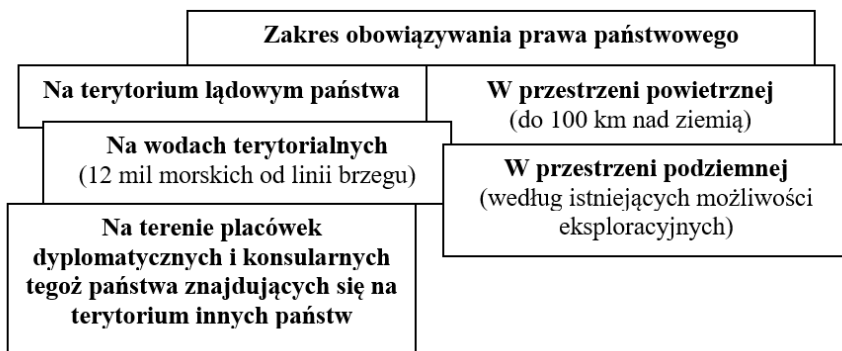 Zakres obowiązywania prawa państwowego
Na terytorium lądowym państwa
W przestrzeni powietrznej
(do 100 km nad ziemią)
Na wodach terytorialnych
(12 mil morskich od linii brzegu)
W przestrzeni podziemnej
(według istniejących możliwości
eksploracyjnych)
Na terenie placówek
dyplomatycznych i konsularnych
tegoż państwa znajdujących się na
terytorium innych państw